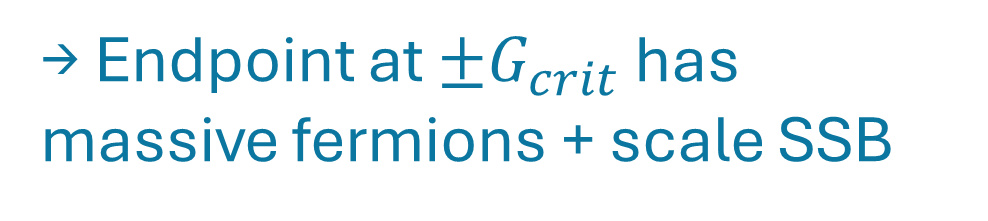 → Endpoint at ±G_crit has
massive fermions + scale SSB